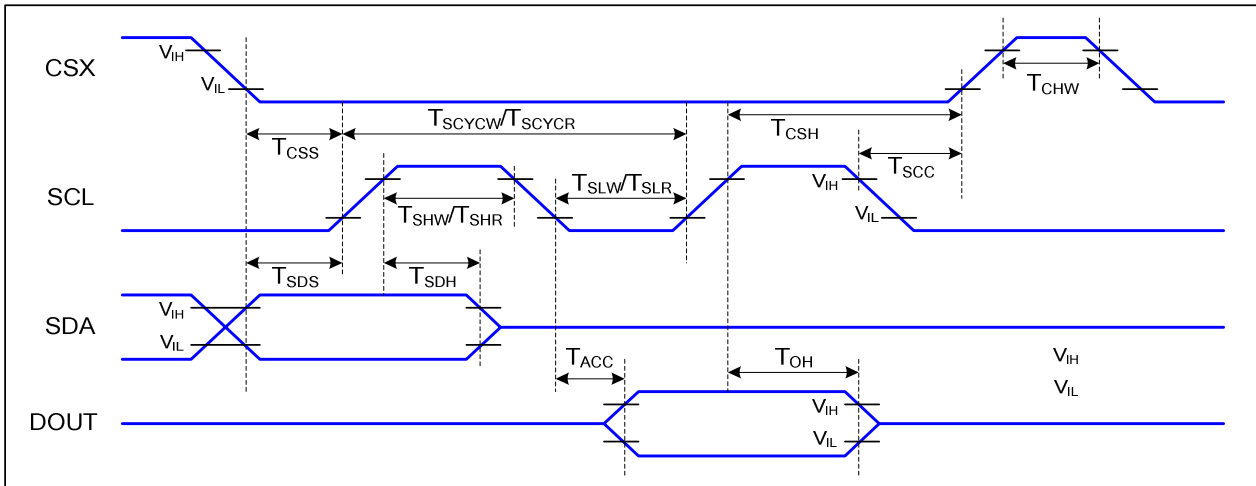 CSX
VIH
VIL
TCHW
TSCYCW/TSCYCR
TCSH
TCSS
TSCC
SCL
TSLW/TSLR
VIH
TSHW/TSHR
VIL
TSDS
TSDH
SDA
VIH
VIL
TACC
TOH
VIH
VIL
DOUT
VIH
VIL